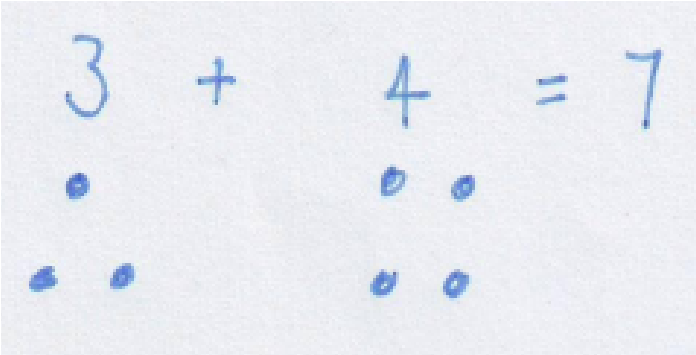 3 + 4 = 7